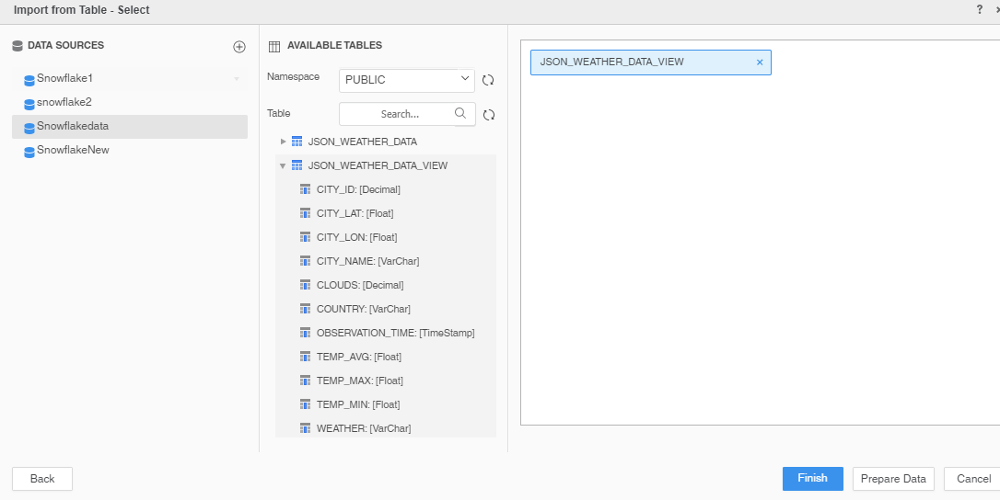 Import from Table - Select
?
DATA SOURCES
Snowflake1
snowflake2
Snowflakedata
SnowflakeNew
AVAILABLE TABLES
Namespace
PUBLIC
Table
Search...
JSON_WEATHER_DATA
JSON_WEATHER_DATA_VIEW
CITY_ID: [Decimal]
CITY_LAT: [Float]
CITY_LON: [Float]
CITY_NAME: [VarChar]
CLOUDS: [Decimal]
COUNTRY: [VarChar]
OBSERVATION_TIME: [TimeStamp]
TEMP_AVG: [Float]
TEMP_MAX: [Float]
TEMP_MIN: [Float]
WEATHER: [VarChar]
JSON_WEATHER_DATA_VIEW ×
Back
Finish
Prepare Data
Cancel